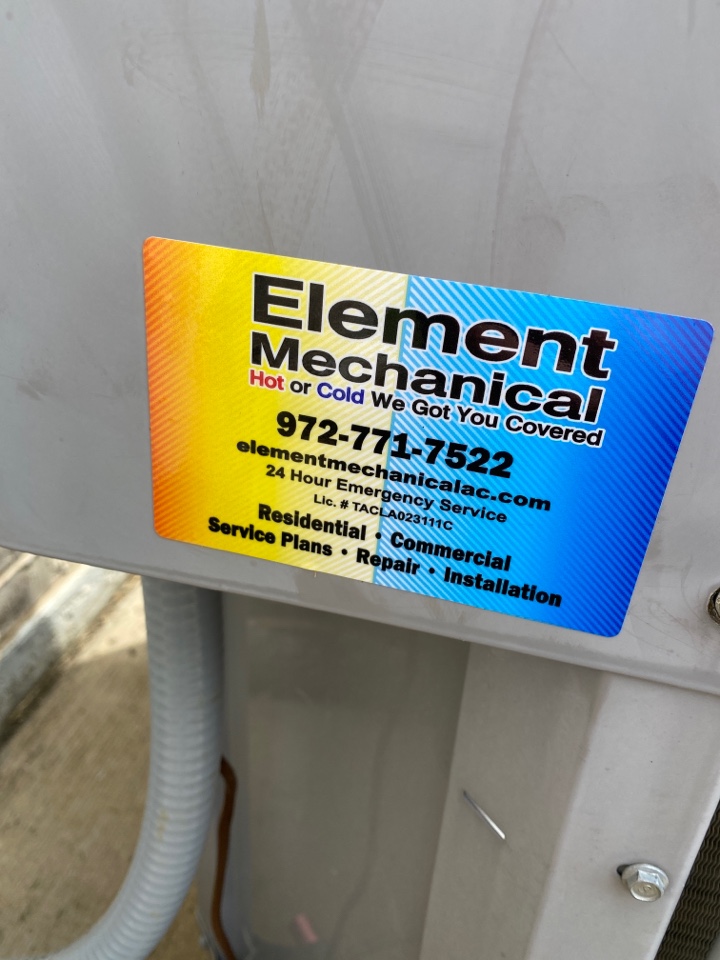 Element
Mechanical
Hot or Cold We Got You Covered
972-771-7522
elementmechanicalac.com
24 Hour Emergency Service
Lic. # TACLA023111C
Residential • Commercial
Service Plans • Repair • Installation